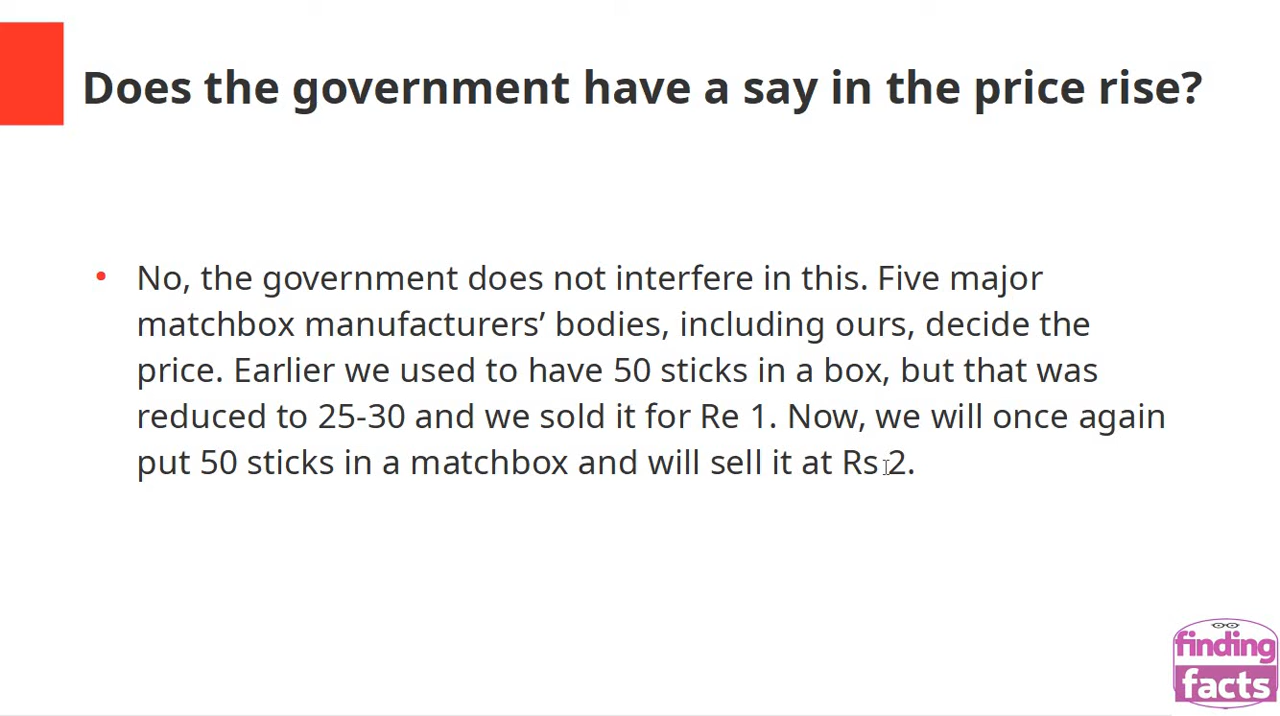 Does the government have a say in the price rise?
• No, the government does not interfere in this. Five major
matchbox manufacturers’ bodies, including ours, decide the
price. Earlier we used to have 50 sticks in a box, but that was
reduced to 25-30 and we sold it for Re 1. Now, we will once again
put 50 sticks in a matchbox and will sell it at Rs 2.
finding
facts